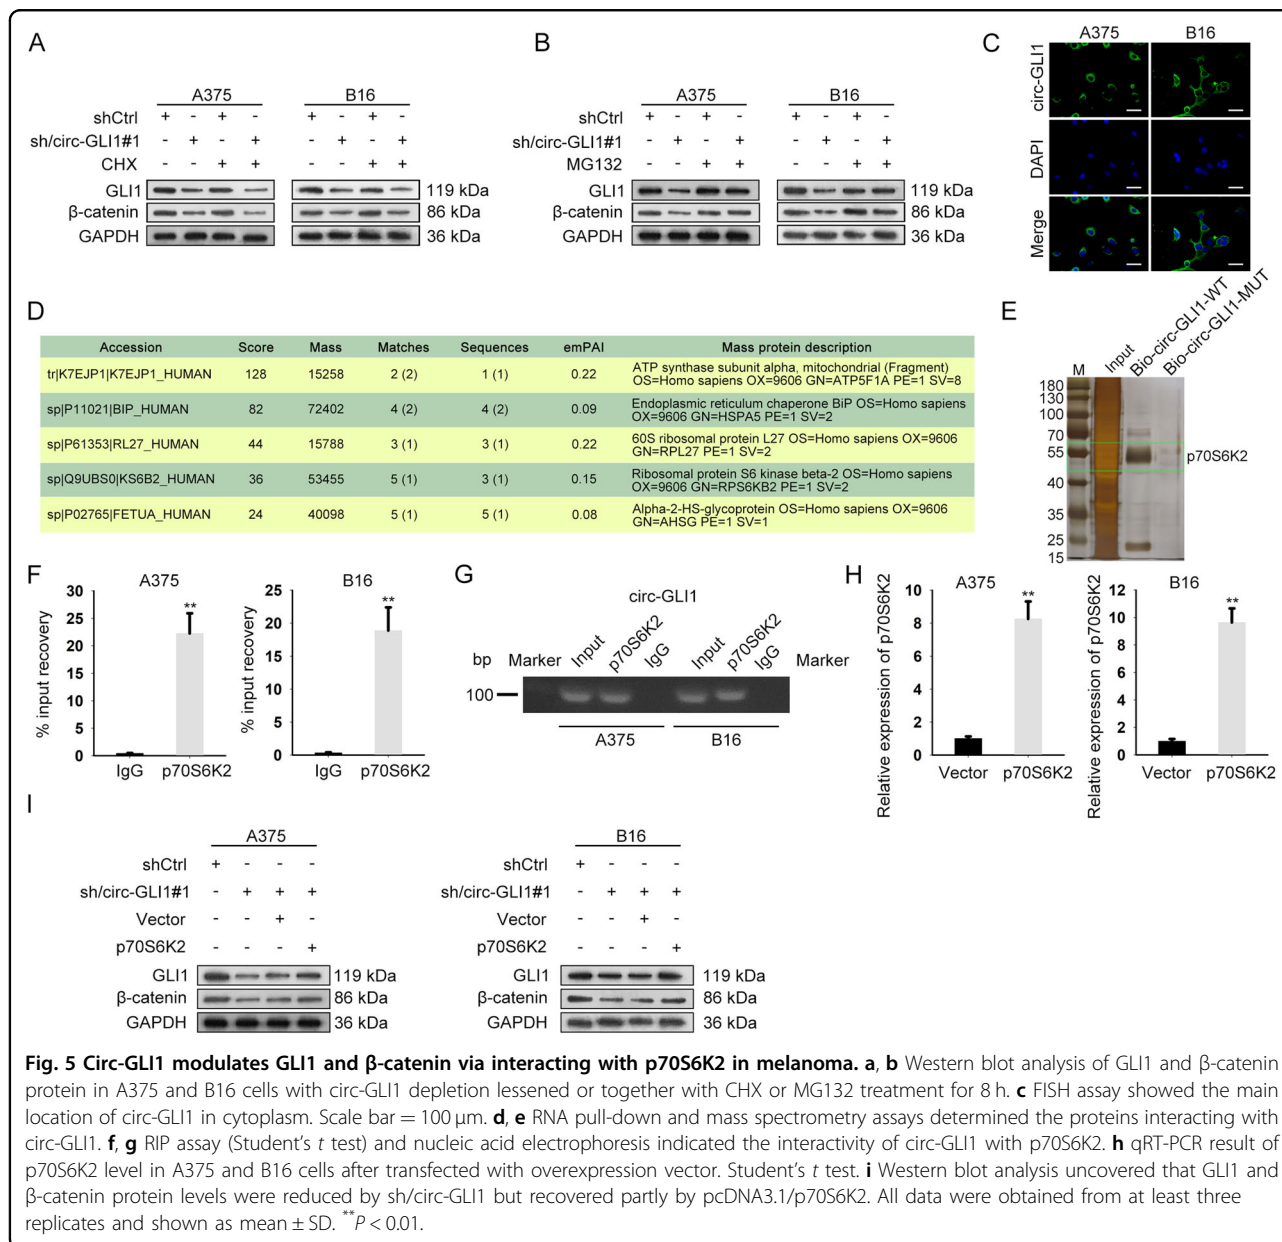 A
A375 B16
shCtrl + - + - + - + -
sh/circ-GLI1#1 - + - + - + - +
CHX - - + + - - + +
GLI1 119 kDa
β-catenin 86 kDa
GAPDH 36 kDa
B
A375 B16
shCtrl + - + - + - + -
sh/circ-GLI1#1 - + - + - + - +
MG132 - - + + - - + +
GLI1 119 kDa
β-catenin 86 kDa
GAPDH 36 kDa
C
A375 B16
circ-GLI1
DAPI
Merge
D
Accession Score Mass Matches Sequences emPAI Mass protein description
tr|K7EJP1|K7EJP1_HUMAN 128 15258 2 (2) 1 (1) 0.22 ATP synthase subunit alpha, mitochondrial (Fragment)
OS=Homo sapiens OX=9606 GN=ATP5F1A PE=1 SV=8
sp|P11021|BIP_HUMAN 82 72402 4 (2) 4 (2) 0.09 Endoplasmic reticulum chaperone BiP OS=Homo sapiens
OX=9606 GN=HSPA5 PE=1 SV=2
sp|P61353|RL27_HUMAN 44 15788 3 (1) 3 (1) 0.22 60S ribosomal protein L27 OS=Homo sapiens OX=9606
GN=RPL27 PE=1 SV=2
sp|Q9UBS0|KS6B2_HUMAN 36 53455 5 (1) 3 (1) 0.15 Ribosomal protein S6 kinase beta-2 OS=Homo sapiens
OX=9606 GN=RPS6KB2 PE=1 SV=2
sp|P02765|FETUA_HUMAN 24 40098 5 (1) 5 (1) 0.08 Alpha-2-HS-glycoprotein OS=Homo sapiens OX=9606
GN=AHSG PE=1 SV=1
E
M Input Bio-circ-GLI1-WT Bio-circ-GLI1-MUT
180
130
100
70
55
40
35
25
15
p70S6K2
F
A375
% input recovery
30
25
20
15
10
5
0
**
IgG p70S6K2
B16
% input recovery
25
20
15
10
5
0
**
IgG p70S6K2
G
circ-GLI1
bp Marker Input p70S6K2 IgG Input p70S6K2 IgG Marker
100
A375 B16
H
A375
Relative expression of p70S6K2
10
8
6
4
2
0
**
Vector p70S6K2
B16
Relative expression of p70S6K2
12
10
8
6
4
2
0
**
Vector p70S6K2
I
A375
shCtrl + - - -
sh/circ-GLI1#1 - + + +
Vector - - + -
p70S6K2 - - - +
GLI1 119 kDa
β-catenin 86 kDa
GAPDH 36 kDa
B16
shCtrl + - - -
sh/circ-GLI1#1 - + + +
Vector - - + -
p70S6K2 - - - +
GLI1 119 kDa
β-catenin 86 kDa
GAPDH 36 kDa
Fig. 5 Circ-GLI1 modulates GLI1 and β-catenin via interacting with p70S6K2 in melanoma. a, b Western blot analysis of GLI1 and β-catenin
protein in A375 and B16 cells with circ-GLI1 depletion lessened or together with CHX or MG132 treatment for 8 h. c FISH assay showed the main
location of circ-GLI1 in cytoplasm. Scale bar = 100 μm. d, e RNA pull-down and mass spectrometry assays determined the proteins interacting with
circ-GLI1. f, g RIP assay (Student's t test) and nucleic acid electrophoresis indicated the interactivity of circ-GLI1 with p70S6K2. h qRT-PCR result of
p70S6K2 level in A375 and B16 cells after transfected with overexpression vector. Student's t test. i Western blot analysis uncovered that GLI1 and
β-catenin protein levels were reduced by sh/circ-GLI1 but recovered partly by pcDNA3.1/p70S6K2. All data were obtained from at least three
replicates and shown as mean ± SD. **P < 0.01.